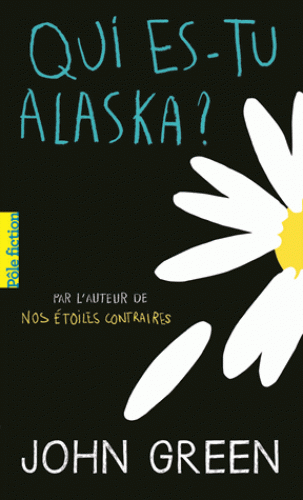 QUI ES-TU
ALASKA?
Pôle fiction
PAR L'AUTEUR DE
NOS ÉTOILES CONTRAIRES
JOHN GREEN